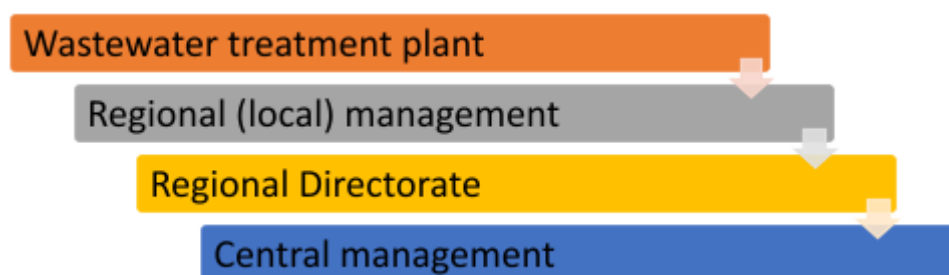 Wastewater treatment plant
Regional (local) management
Regional Directorate
Central management